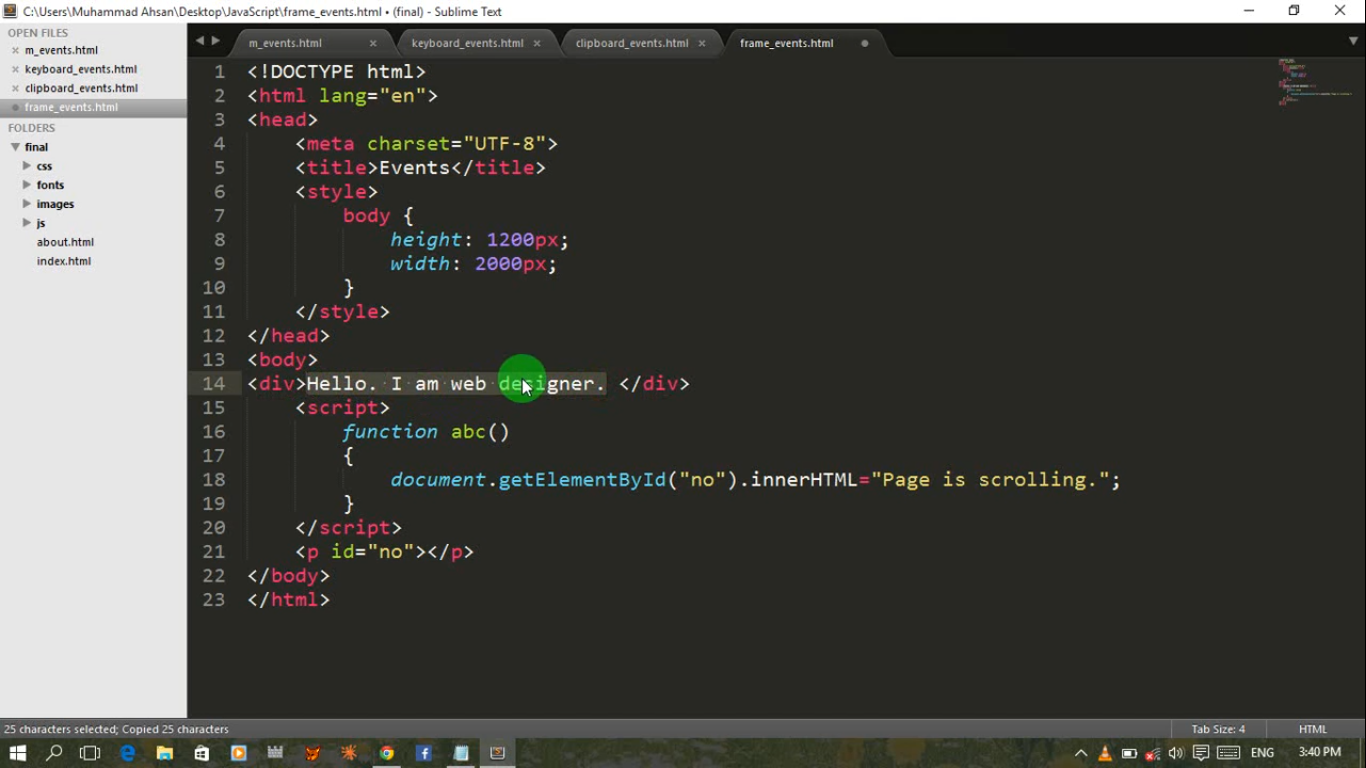 C:\Users\Muhammad Ahsan\Desktop\JavaScript\frame_events.html • (final) - Sublime Text
OPEN FILES
m_events.html
keyboard_events.html
clipboard_events.html
frame_events.html
FOLDERS
final
css
fonts
images
js
about.html
index.html
m_events.html
keyboard_events.html
clipboard_events.html
frame_events.html
1 <!DOCTYPE html>
2 <html lang="en">
3 <head>
4 <meta charset="UTF-8">
5 <title>Events</title>
6 <style>
7 body {
8 height: 1200px;
9 width: 2000px;
10 }
11 </style>
12 </head>
13 <body>
14 <div>Hello. I am web designer. </div>
15 <script>
16 function abc()
17 {
18 document.getElementById("no").innerHTML="Page is scrolling.";
19 }
20 </script>
21 <p id="no"></p>
22 </body>
23 </html>
25 characters selected; Copied 25 characters
Tab Size: 4
HTML
ENG
3:40 PM